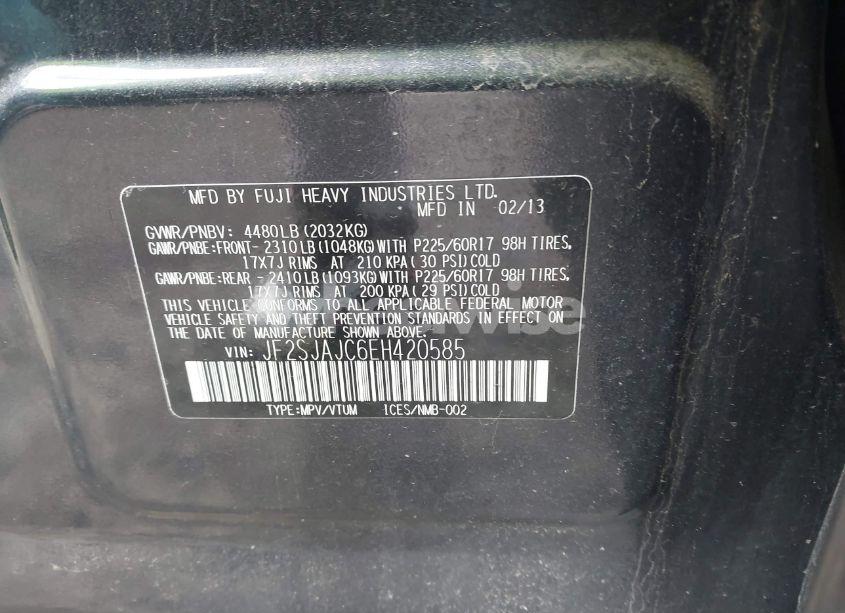 MFD BY FUJI HEAVY INDUSTRIES LTD.
MFD IN 02/13
GVWR/PNBV: 4480LB(2032KG)
GAWR/PNBE:FRONT- 2310LB(1048KG)WITH P225/60R17 98H TIRES,
17X7J RIMS AT 210 KPA(30 PSI)COLD
GAWR/PNBE:REAR - 2410LB(1093KG)WITH P225/60R17 98H TIRES,
17X7J RIMS AT 200 KPA(29 PSI)COLD
THIS VEHICLE CONFORMS TO ALL APPLICABLE FEDERAL MOTOR
VEHICLE SAFETY AND THEFT PREVENTION STANDARDS IN EFFECT ON
THE DATE OF MANUFACTURE SHOWN ABOVE.
VIN: JF2SJAJC6EH420585
TYPE:MPV/VTUM ICES/NMB-002